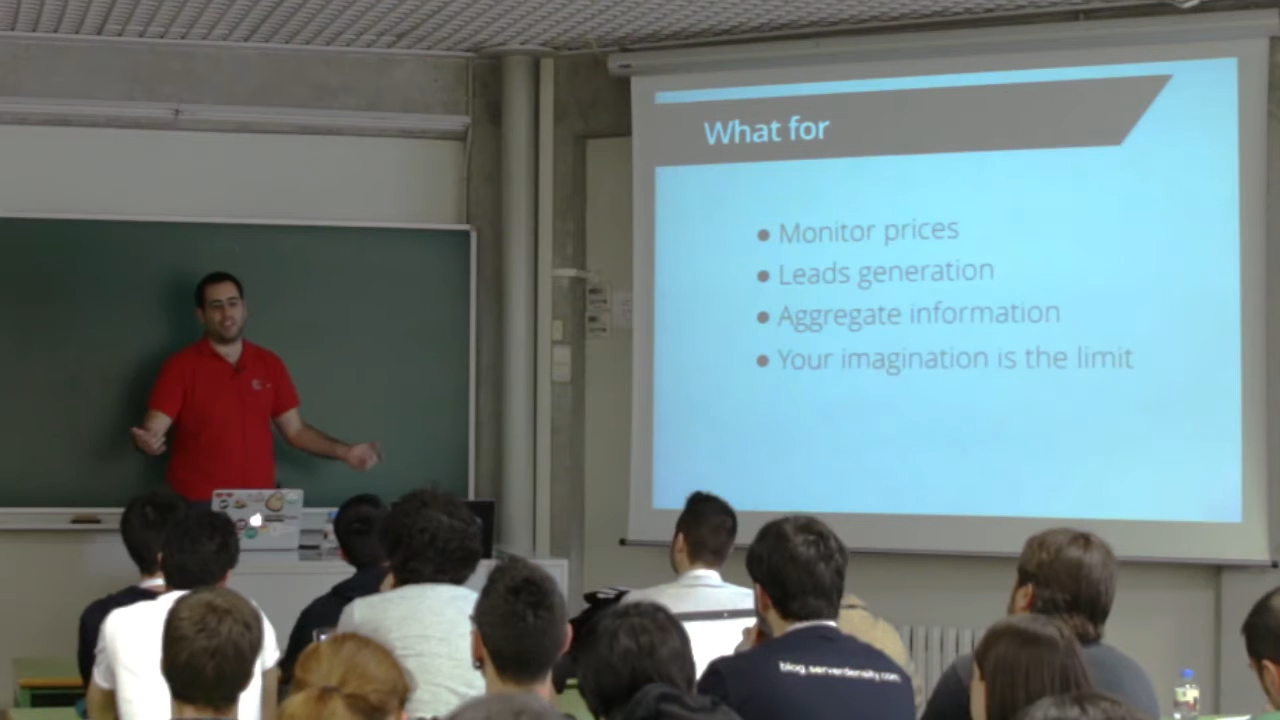 What for
● Monitor prices
● Leads generation
● Aggregate information
● Your imagination is the limit
blog.serverdensity.com